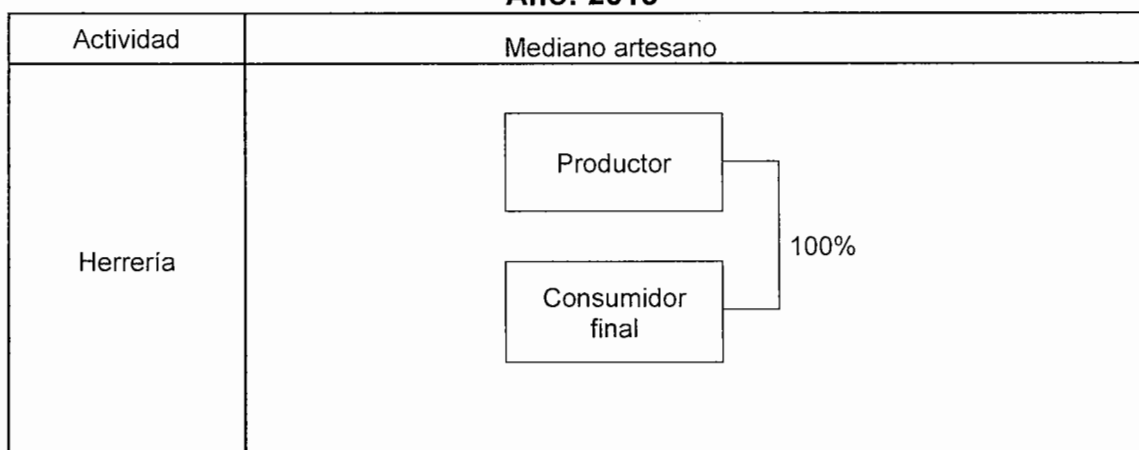 Actividad
Mediano artesano
Productor
100%
Herrería
Consumidor
final